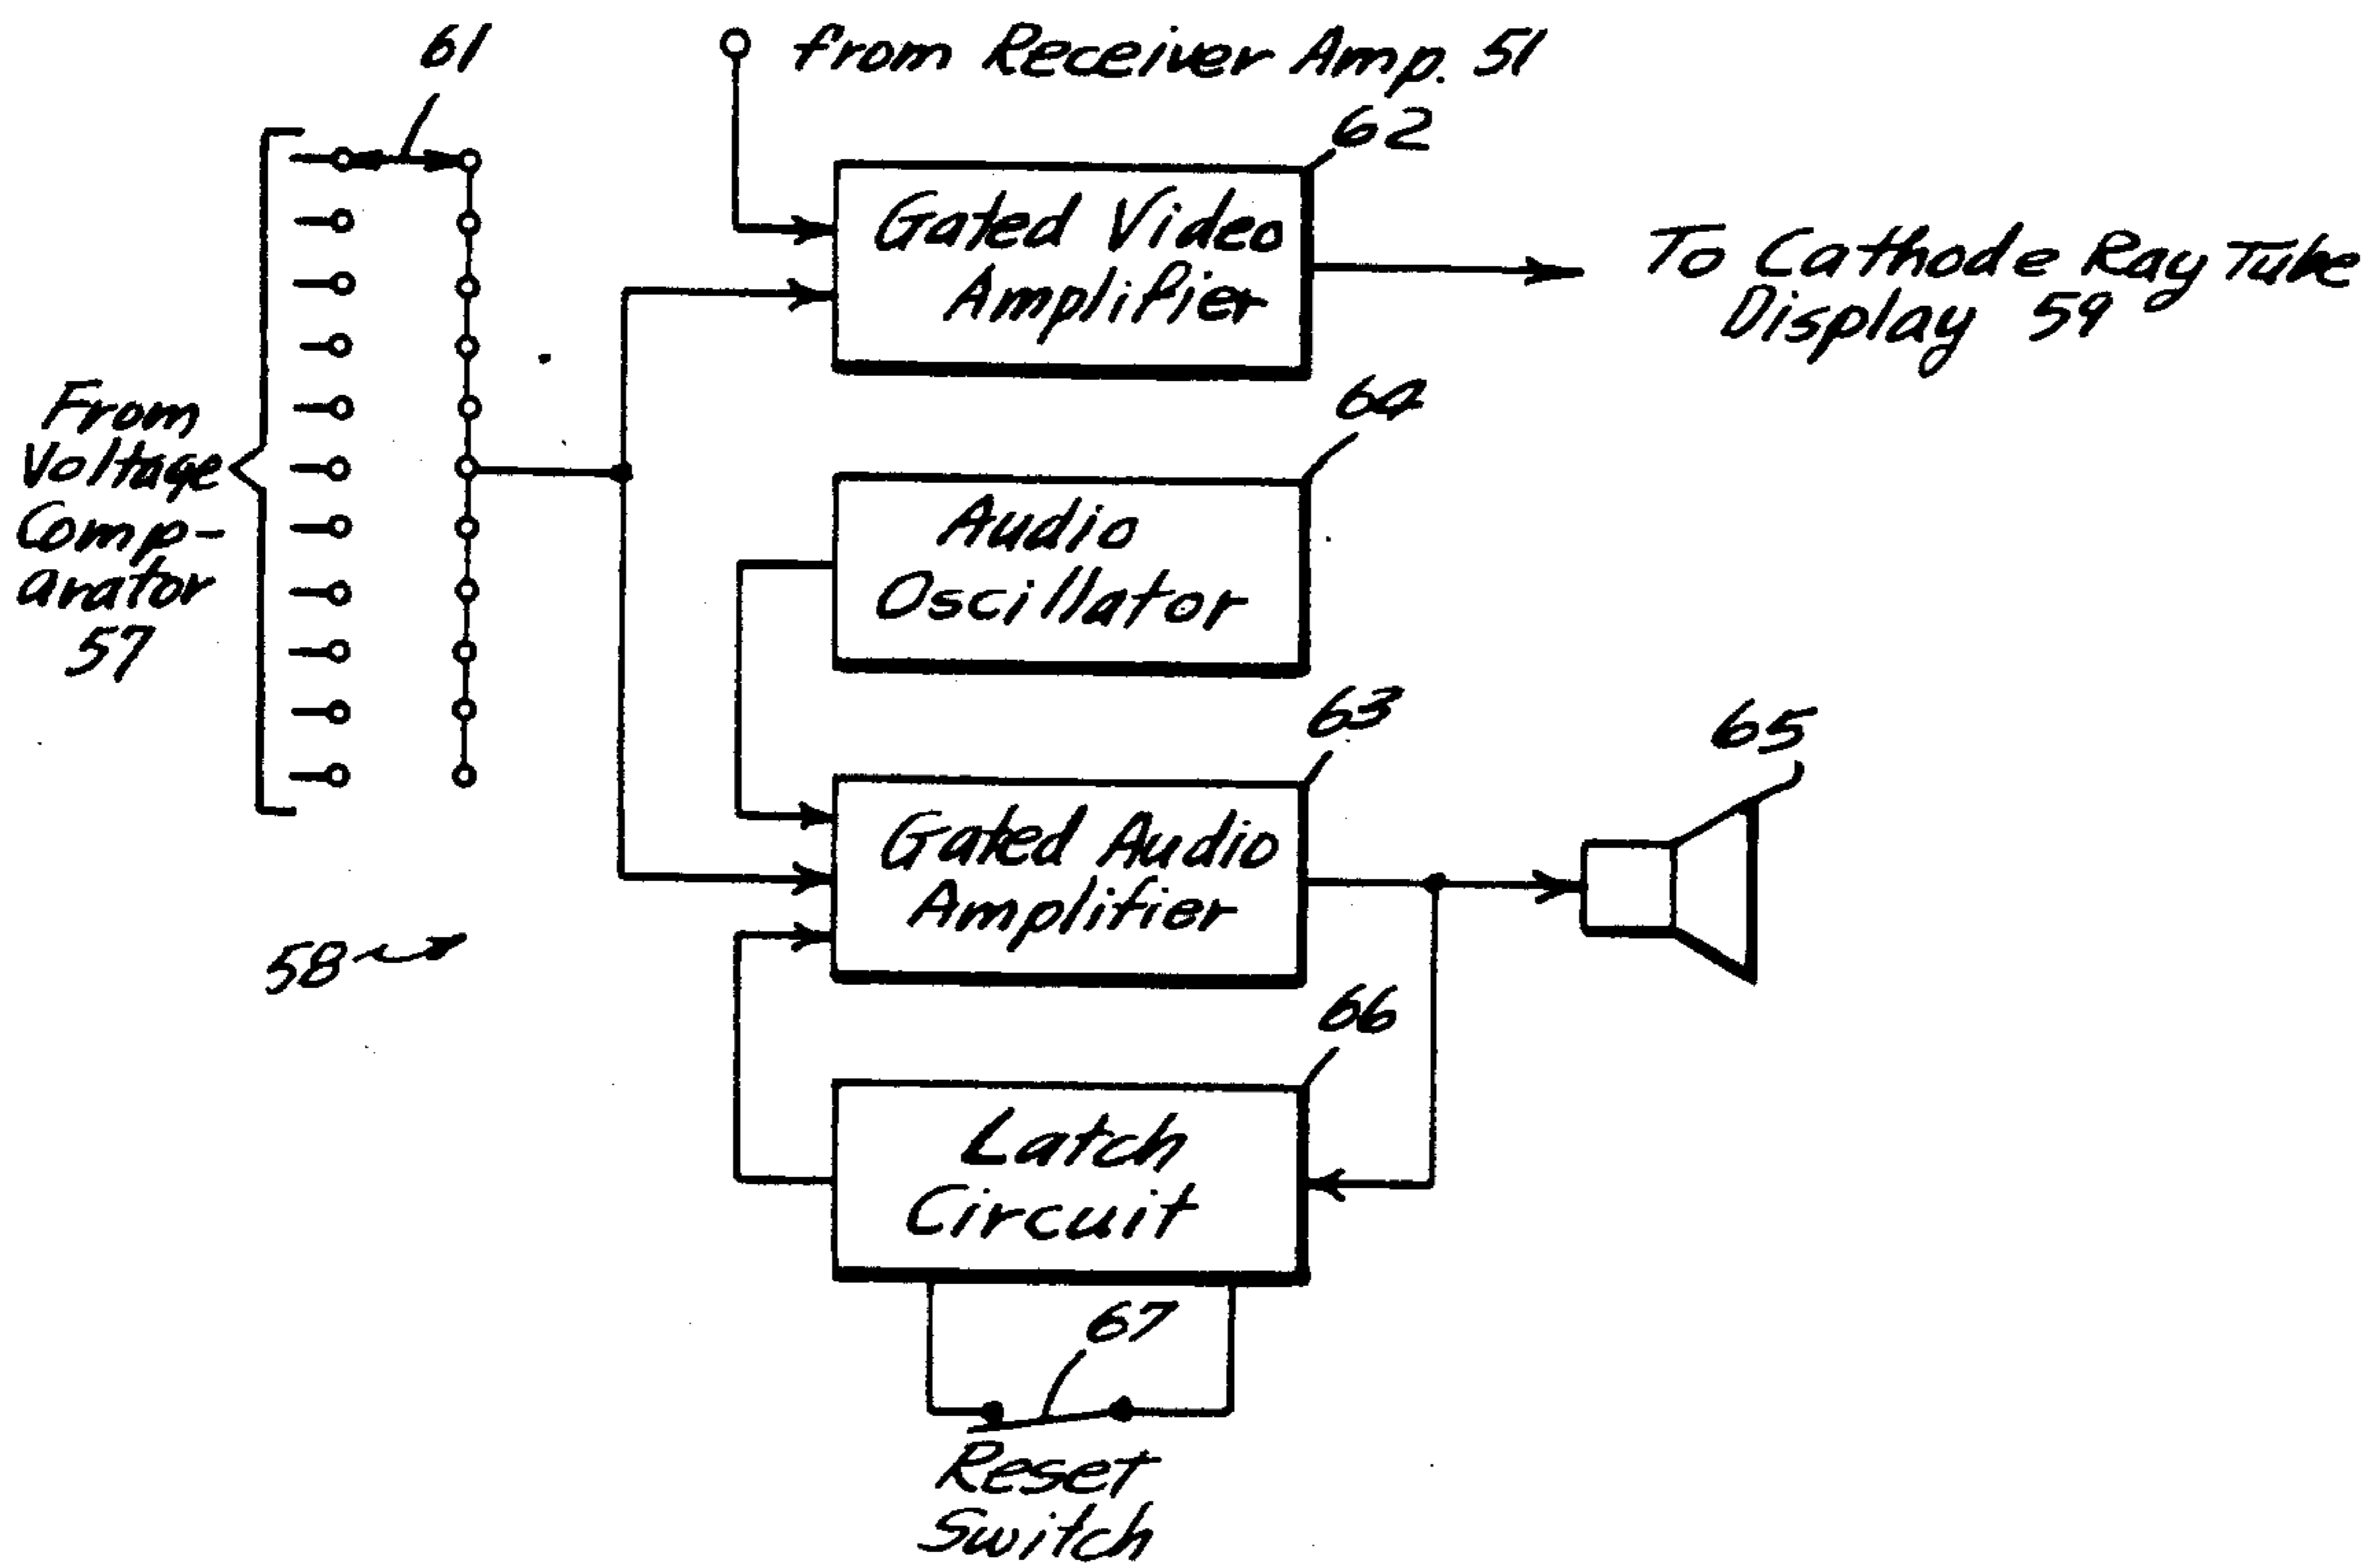 61
from Receiver Amp. 51
62
Gated Video
Amplifier
To Cathode Ray Tube
Display 59
From
Voltage
Comp-
arator
57
64
Audio
Oscillator
63
Gated Audio
Amplifier
65
58
66
Latch
Circuit
67
Reset
Switch